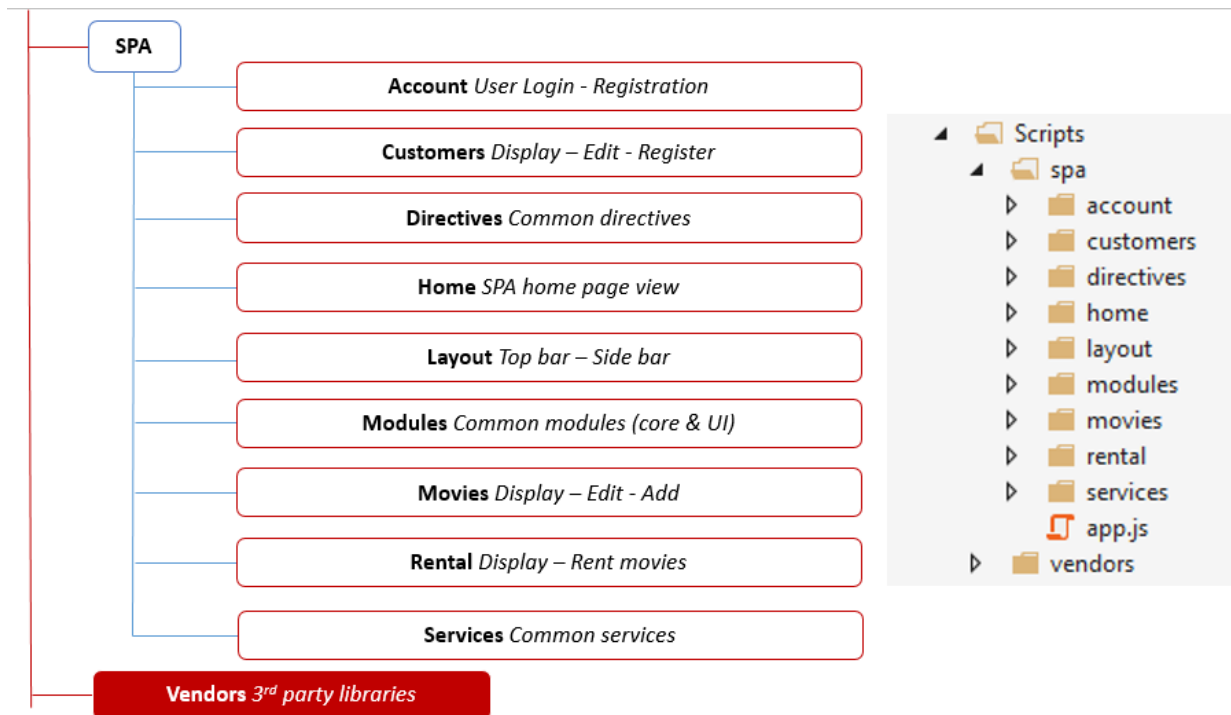 SPA
Account User Login - Registration
Customers Display – Edit - Register
Directives Common directives
Home SPA home page view
Layout Top bar – Side bar
Modules Common modules (core & UI)
Movies Display – Edit - Add
Rental Display – Rent movies
Services Common services
Vendors 3rd party libraries
Scripts
spa
account
customers
directives
home
layout
modules
movies
rental
services
app.js
vendors